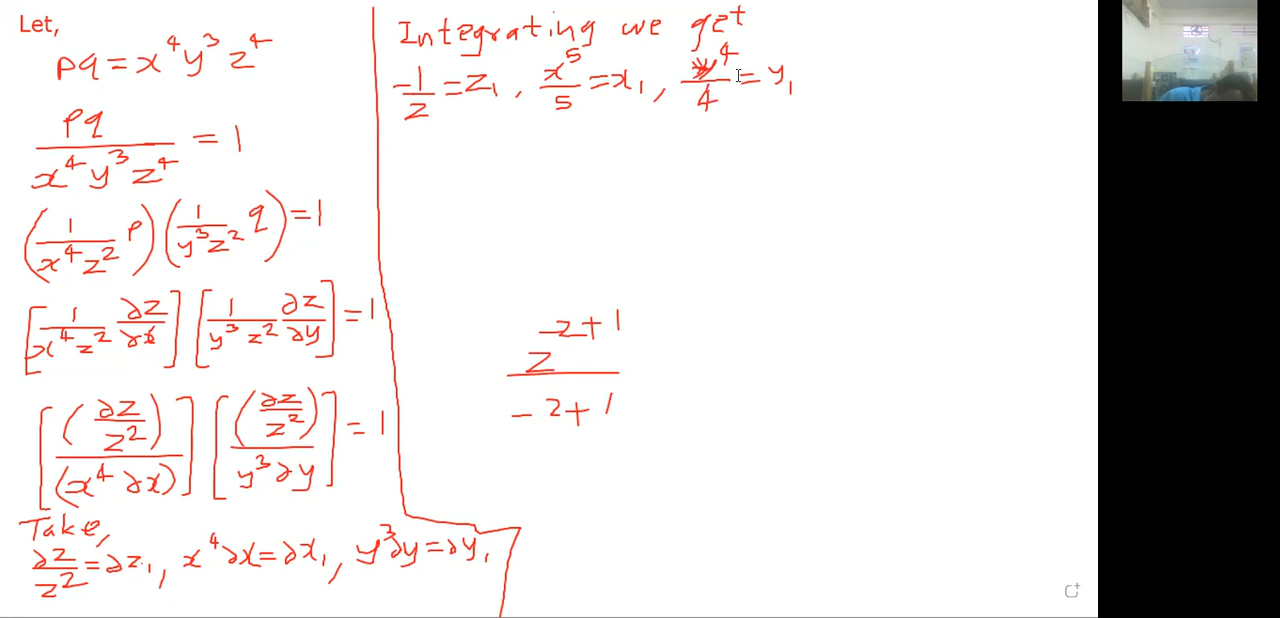 Let,
pq = x⁴y³z⁴
pq / x⁴y³z⁴ = 1
(1/x⁴z² p)(1/y³z² q) = 1
[1/x⁴z² ∂z/∂x][1/y³z² ∂z/∂y] = 1
[(∂z/z²)/(x⁴∂x)][(∂z/z²)/y³∂y] = 1
Take,
∂z/z² = ∂z₁, x⁴∂x = ∂x₁, y³∂y = ∂y₁
Integrating we get
-1/z = z₁, x⁵/5 = x₁, y⁴/4 = y₁
z⁻²⁺¹/-2+1